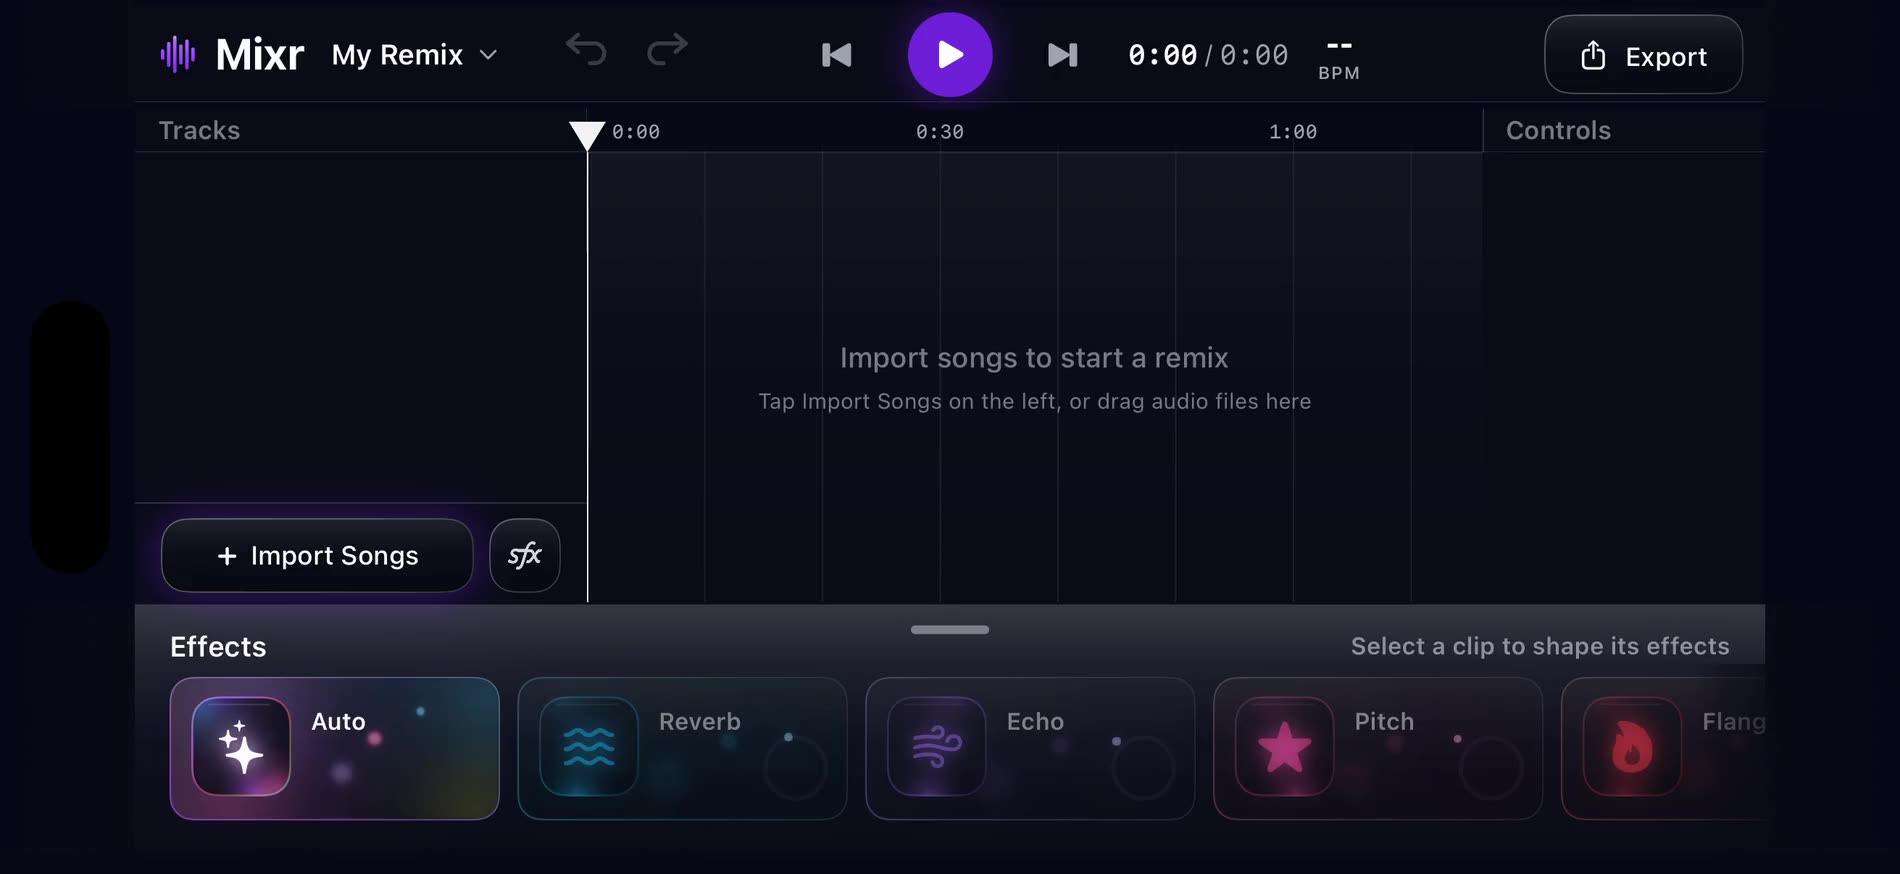 Mixr My Remix 0:00/0:00 -- BPM Export
Tracks 0:00 0:30 1:00 Controls
Import songs to start a remix
Tap Import Songs on the left, or drag audio files here
+ Import Songs sfx
Effects Select a clip to shape its effects
Auto Reverb Echo Pitch Flang